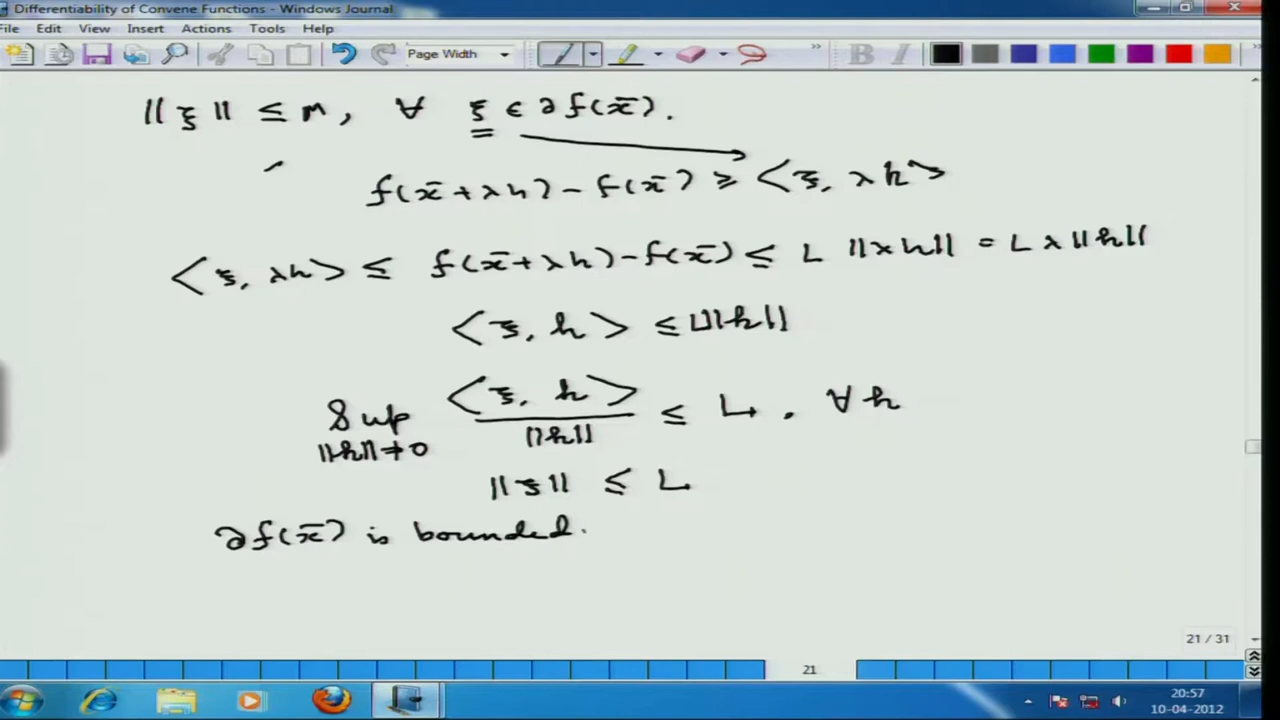 Differentiability of Convene Functions - Windows Journal
File Edit View Insert Actions Tools Help
Page Width
||ξ|| ≤ M, ∀ ξ ∈ ∂f(x̄).
f(x̄+λh) - f(x̄) ≥ <ξ, λh>
<ξ, λh> ≤ f(x̄+λh) - f(x̄) ≤ L ||λh|| = Lλ||h||
<ξ, h> ≤ L||h||
Sup <ξ, h> / ||h|| ≤ L, ∀ h
||h|| ≠ 0
||ξ|| ≤ L
∂f(x̄) is bounded.
21 / 31
21
20:57
10-04-2012